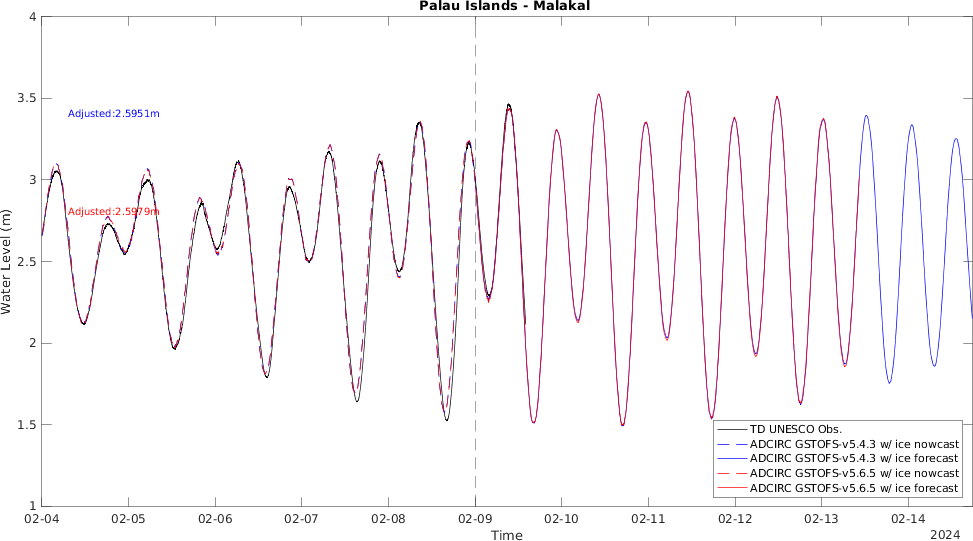 Palau Islands - Malakal
4
3.5
3
2.5
2
1.5
1
Water Level (m)
Adjusted:2.5951m
Adjusted:2.5979m
TD UNESCO Obs.
ADCIRC GSTOFS-v5.4.3 w/ ice nowcast
ADCIRC GSTOFS-v5.4.3 w/ ice forecast
ADCIRC GSTOFS-v5.6.5 w/ ice nowcast
ADCIRC GSTOFS-v5.6.5 w/ ice forecast
02-04 02-05 02-06 02-07 02-08 02-09 02-10 02-11 02-12 02-13 02-14
Time
2024